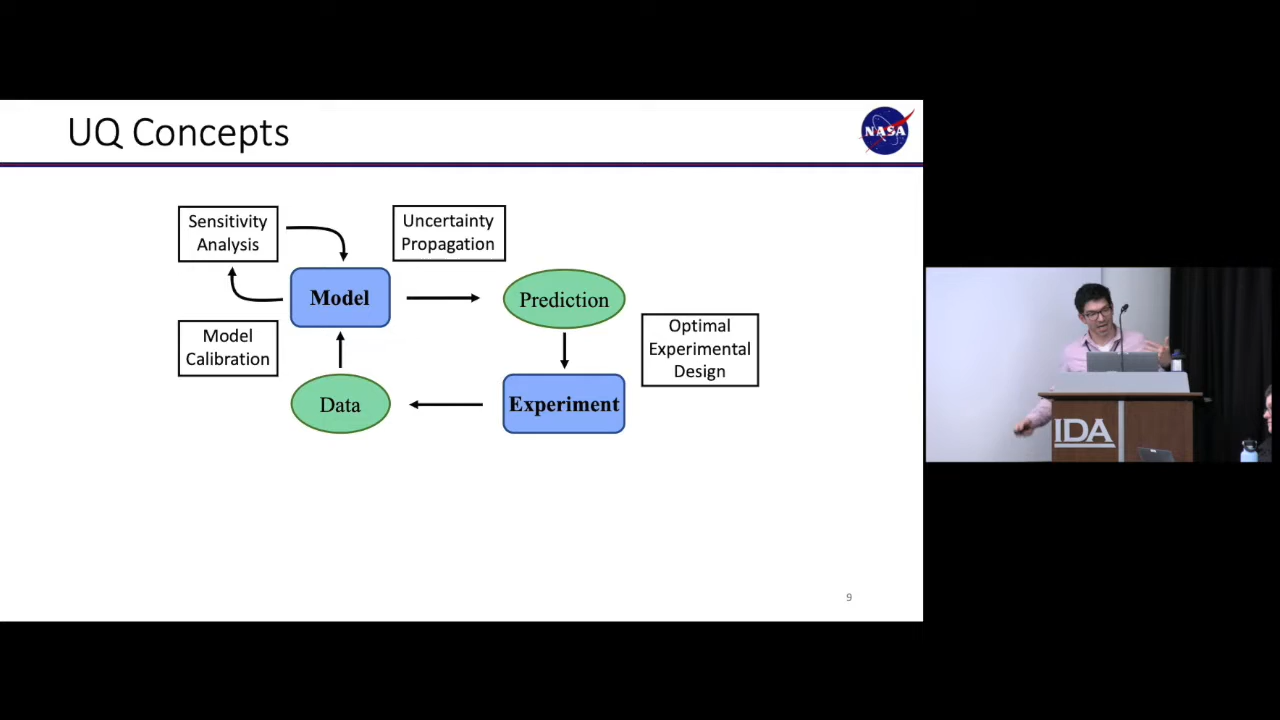 UQ Concepts
NASA
Sensitivity
Analysis
Uncertainty
Propagation
Model
Prediction
Model
Calibration
Optimal
Experimental
Design
Data
Experiment
IDA
9